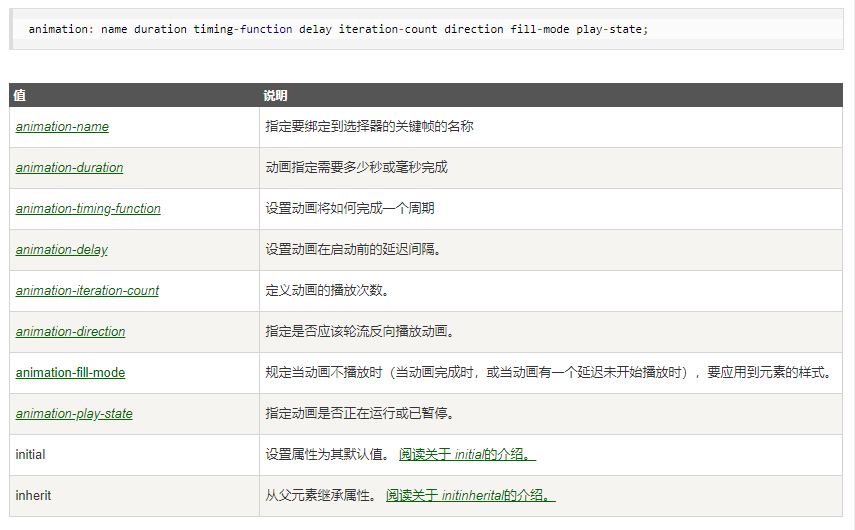 animation: name duration timing-function delay iteration-count direction fill-mode play-state;
值 说明
animation-name 指定要绑定到选择器的关键帧的名称
animation-duration 动画指定需要多少秒或毫秒完成
animation-timing-function 设置动画将如何完成一个周期
animation-delay 设置动画在启动前的延迟间隔。
animation-iteration-count 定义动画的播放次数。
animation-direction 指定是否应该轮流反向播放动画。
animation-fill-mode 规定当动画不播放时（当动画完成时，或当动画有一个延迟未开始播放时），要应用到元素的样式。
animation-play-state 指定动画是否正在运行或已暂停。
initial 设置属性为其默认值。 阅读关于 initial的介绍。
inherit 从父元素继承属性。 阅读关于 initinherital的介绍。